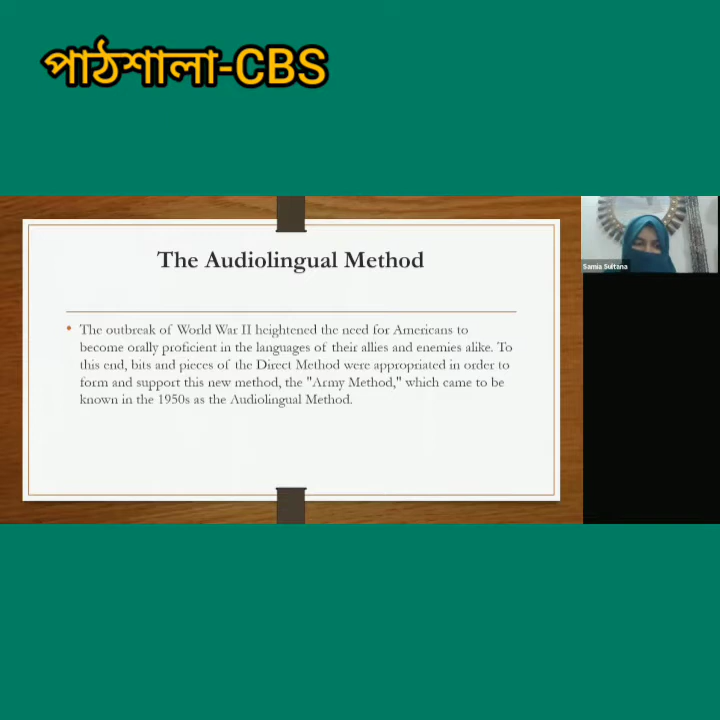 পাঠশালা-CBS
The Audiolingual Method
Samia Sultana
• The outbreak of World War II heightened the need for Americans to
become orally proficient in the languages of their allies and enemies alike. To
this end, bits and pieces of the Direct Method were appropriated in order to
form and support this new method, the "Army Method," which came to be
known in the 1950s as the Audiolingual Method.